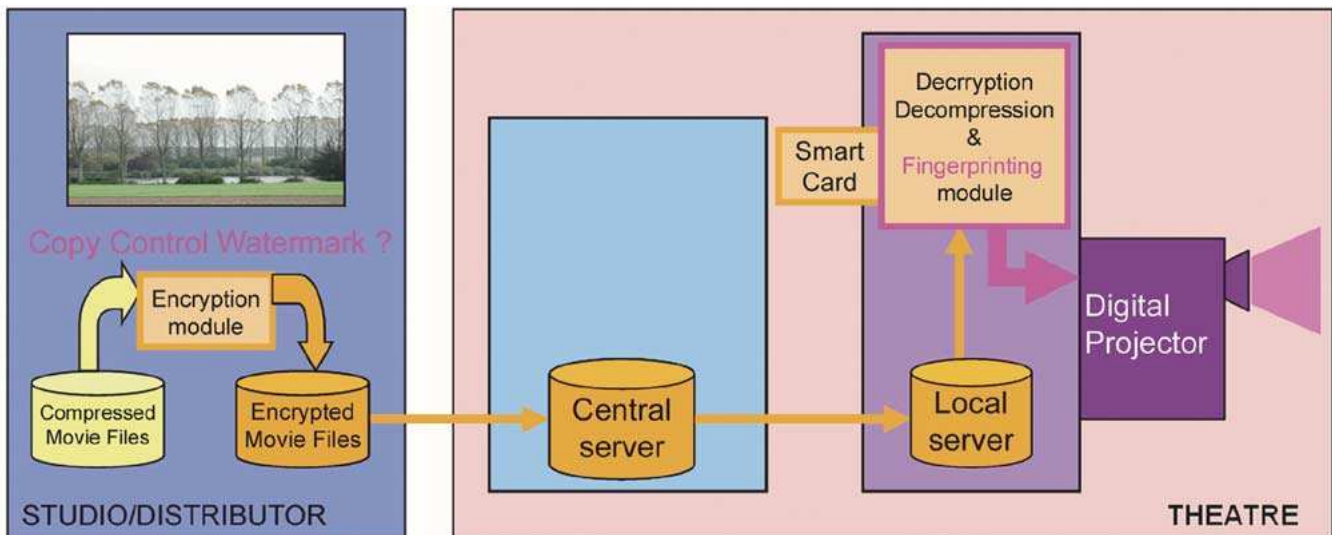 Copy Control Watermark ?
Encryption
module
Compressed
Movie Files
Encrypted
Movie Files
STUDIO/DISTRIBUTOR
Central
server
Smart
Card
Decrryption
Decompression
&
Fingerprinting
module
Local
server
Digital
Projector
THEATRE